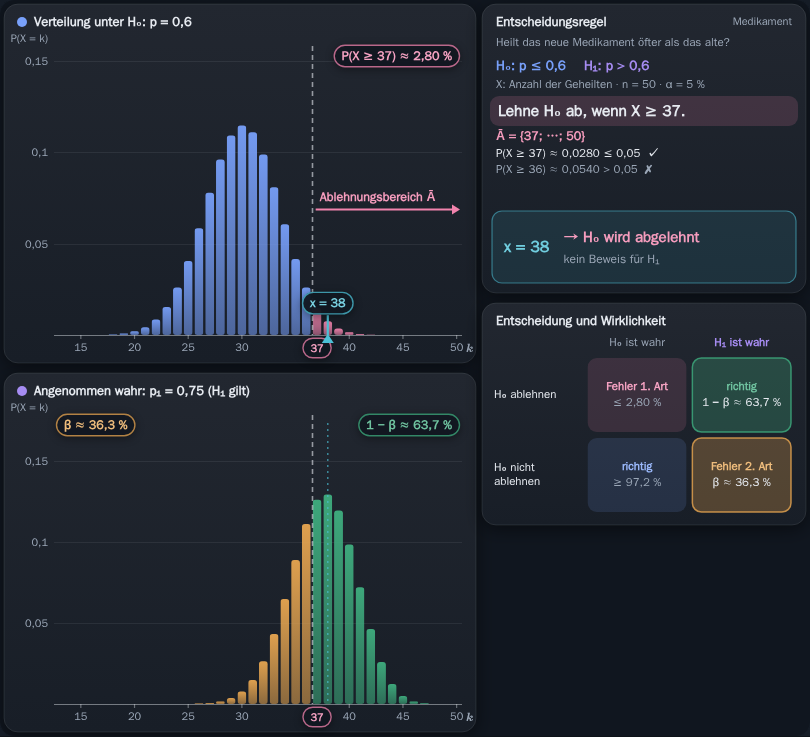 Verteilung unter H₀: p = 0,6
P(X = k)
0,15
P(X ≥ 37) ≈ 2,80 %
0,1
Ablehnungsbereich Ā
0,05
x = 38
15 20 25 30 37 40 45 50 k
Angenommen wahr: p₁ = 0,75 (H₁ gilt)
P(X = k)
β ≈ 36,3 %
1 − β ≈ 63,7 %
0,15
0,1
0,05
15 20 25 30 37 40 45 50 k
Entscheidungsregel
Medikament
Heilt das neue Medikament öfter als das alte?
H₀: p ≤ 0,6 H₁: p > 0,6
X: Anzahl der Geheilten · n = 50 · α = 5 %
Lehne H₀ ab, wenn X ≥ 37.
Ā = {37; ⋯; 50}
P(X ≥ 37) ≈ 0,0280 ≤ 0,05 ✓
P(X ≥ 36) ≈ 0,0540 > 0,05 ✗
x = 38
→ H₀ wird abgelehnt
kein Beweis für H₁
Entscheidung und Wirklichkeit
H₀ ist wahr H₁ ist wahr
H₀ ablehnen
Fehler 1. Art
≤ 2,80 %
richtig
1 − β ≈ 63,7 %
H₀ nicht
ablehnen
richtig
≥ 97,2 %
Fehler 2. Art
β ≈ 36,3 %